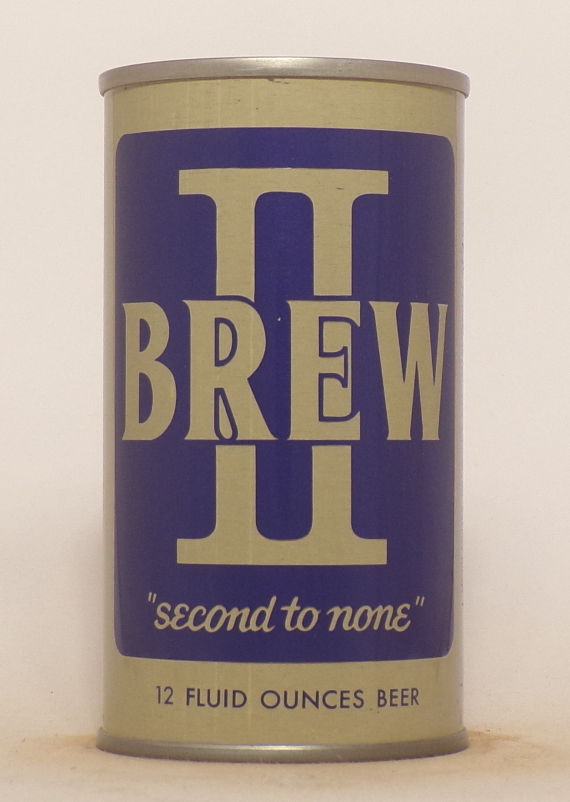 II
BREW
"second to none"
12 FLUID OUNCES BEER